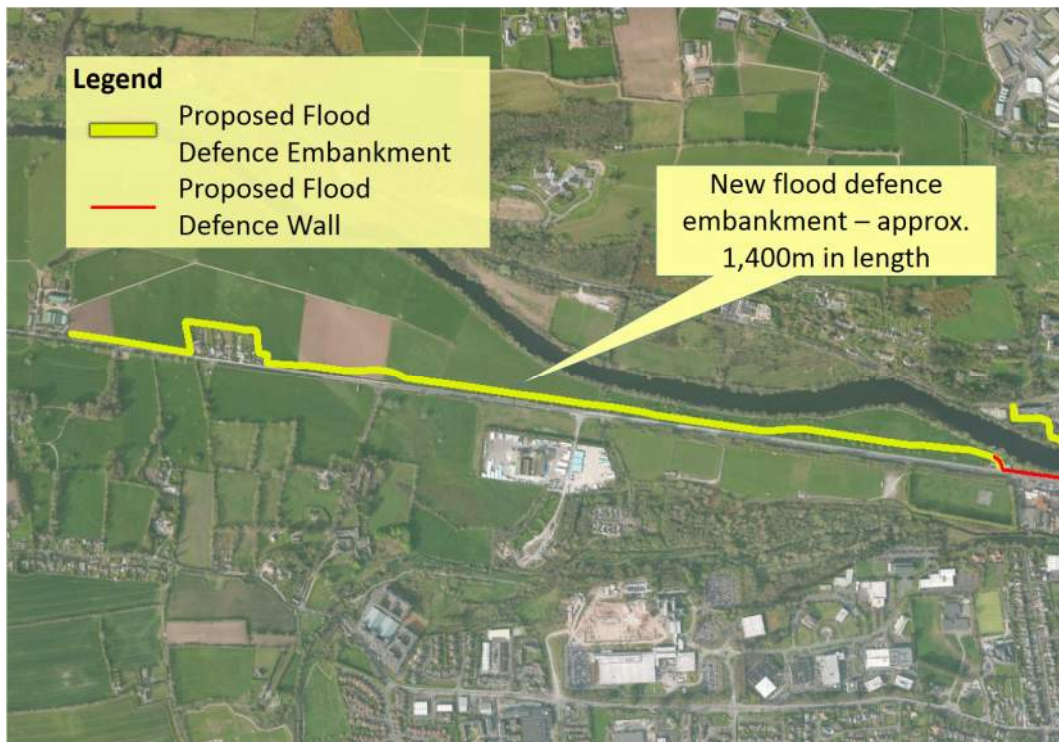 Legend
Proposed Flood
Defence Embankment
Proposed Flood
Defence Wall
New flood defence
embankment – approx.
1,400m in length